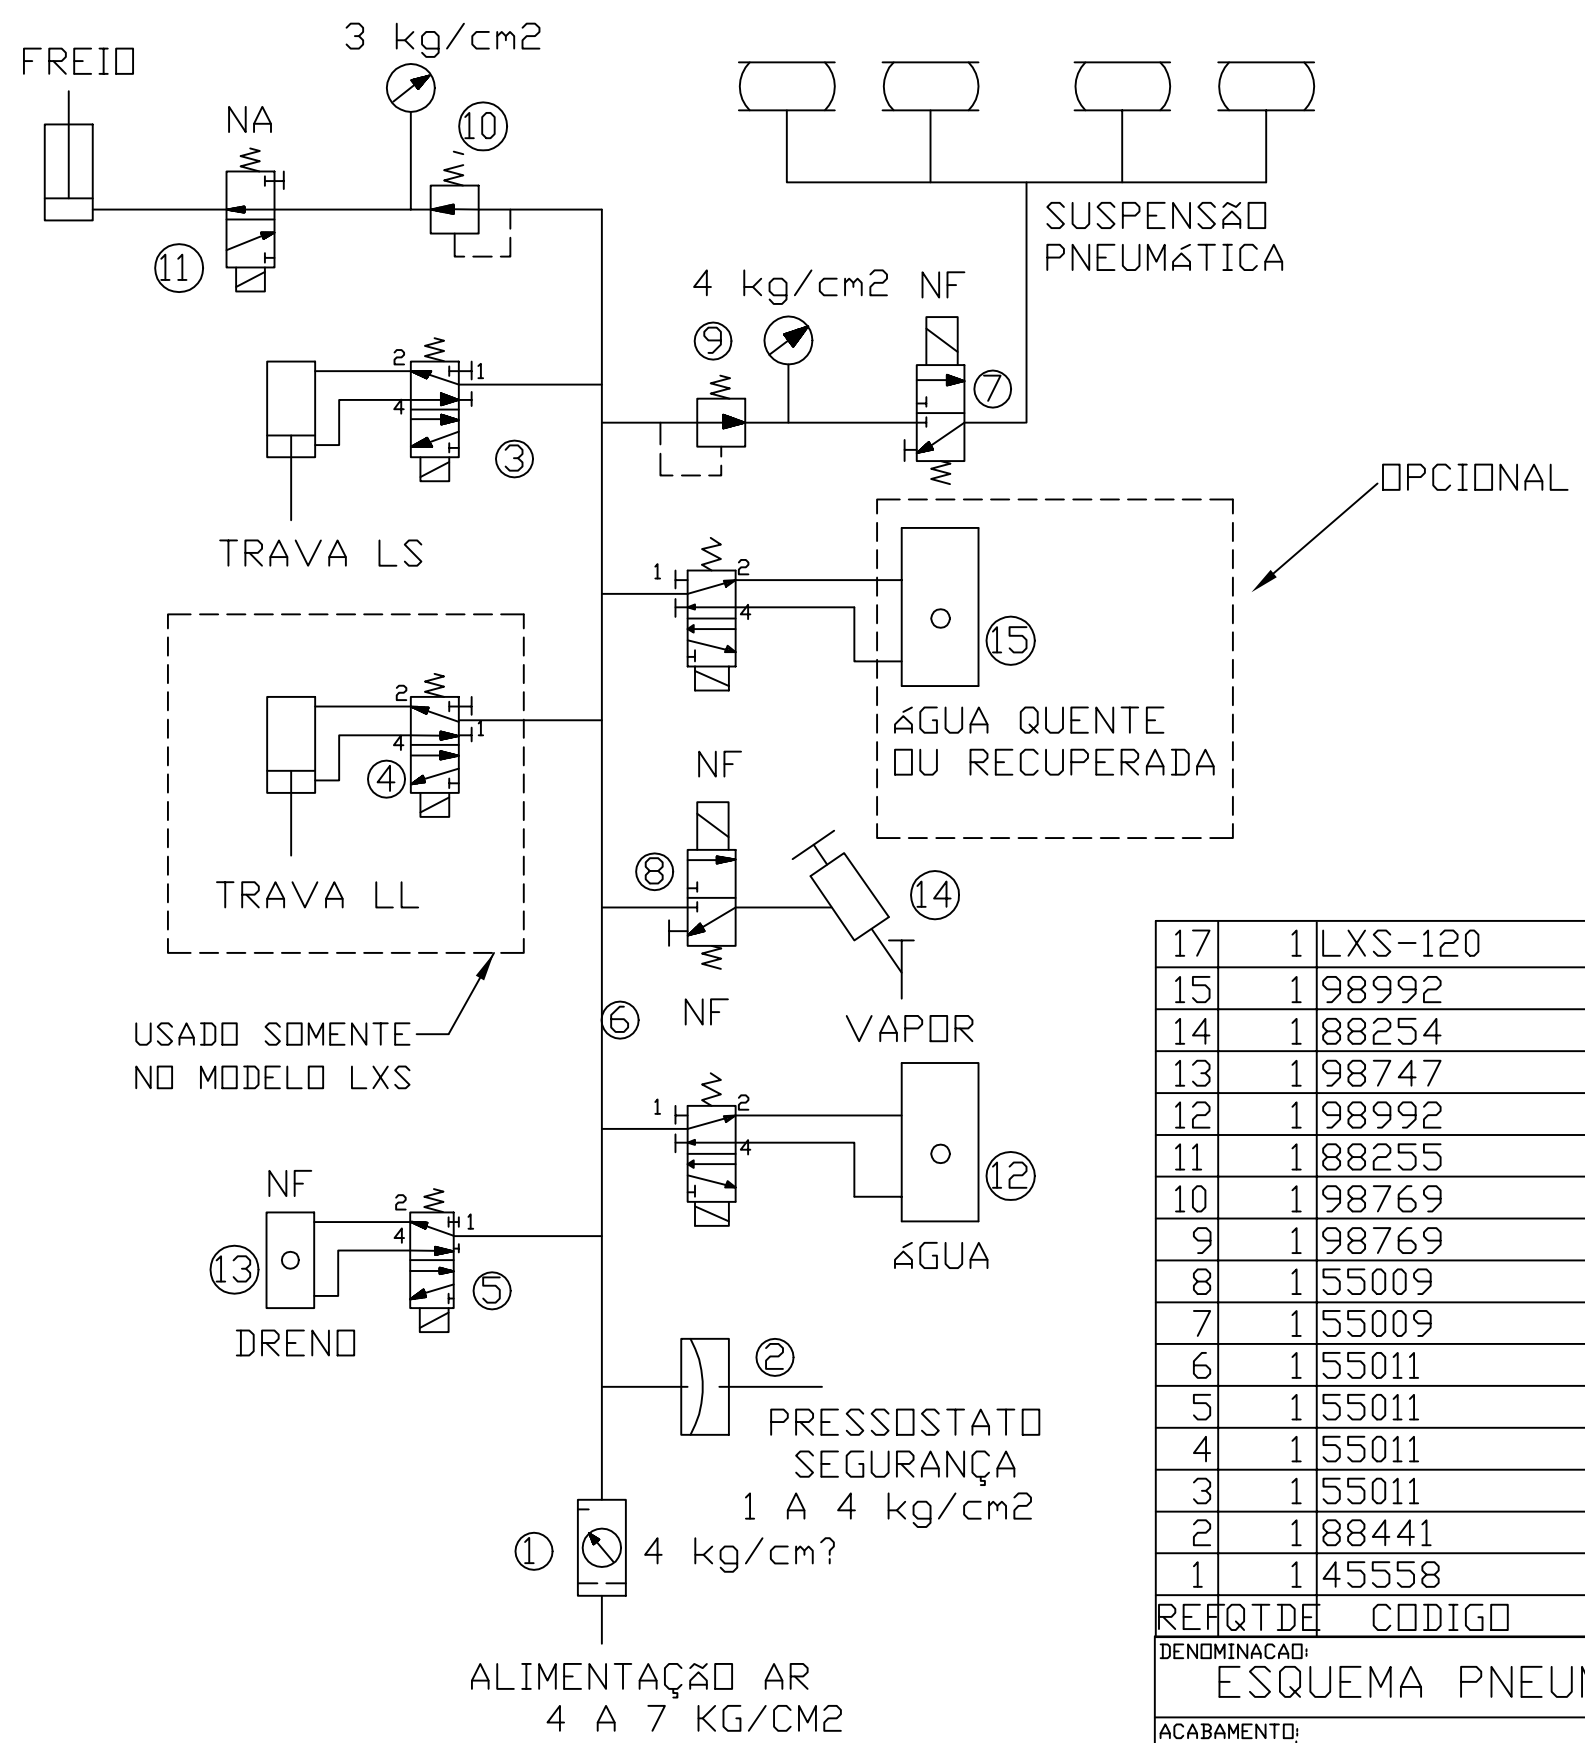 FREIO
3 kg/cm2
NA
10
11
SUSPENSÃO
PNEUMÁTICA
4 kg/cm2
NF
9
7
2
1
4
3
TRAVA LS
OPCIONAL
1
2
4
15
ÁGUA QUENTE
OU RECUPERADA
2
1
4
4
TRAVA LL
USADO SOMENTE
NO MODELO LXS
NF
8
14
VAPOR
6
NF
1
2
4
12
ÁGUA
NF
2
1
4
13
5
DRENO
2
PRESSOSTATO
SEGURANÇA
1 A 4 kg/cm2
1
4 kg/cm?
ALIMENTAÇÃO AR
4 A 7 KG/CM2
17 1 LXS-120
15 1 98992
14 1 88254
13 1 98747
12 1 98992
11 1 88255
10 1 98769
9 1 98769
8 1 55009
7 1 55009
6 1 55011
5 1 55011
4 1 55011
3 1 55011
2 1 88441
1 1 45558
REF QTDE CODIGO
DENOMINACAO:
ESQUEMA PNEUM
ACABAMENTO: